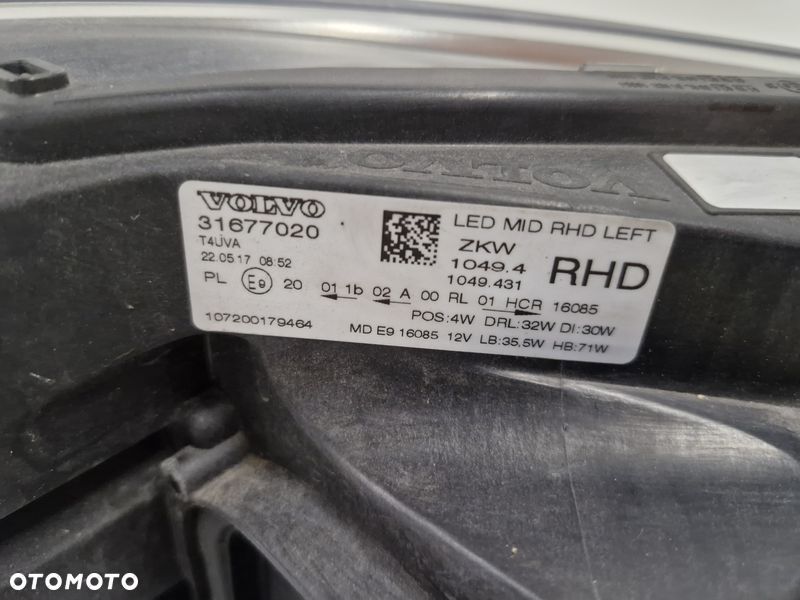 VOLVO
VOLVO
31677020
T4UVA
22.05.17 08:52
LED MID RHD LEFT
ZKW
1049.4
1049.431
RHD
PL E9 20 01 1b 02 A 00 RL 01 HCR 16085
POS:4W DRL:32W DI:30W
107200179464 MD E9 16085 12V LB:35,5W HB:71W
OTOMOTO